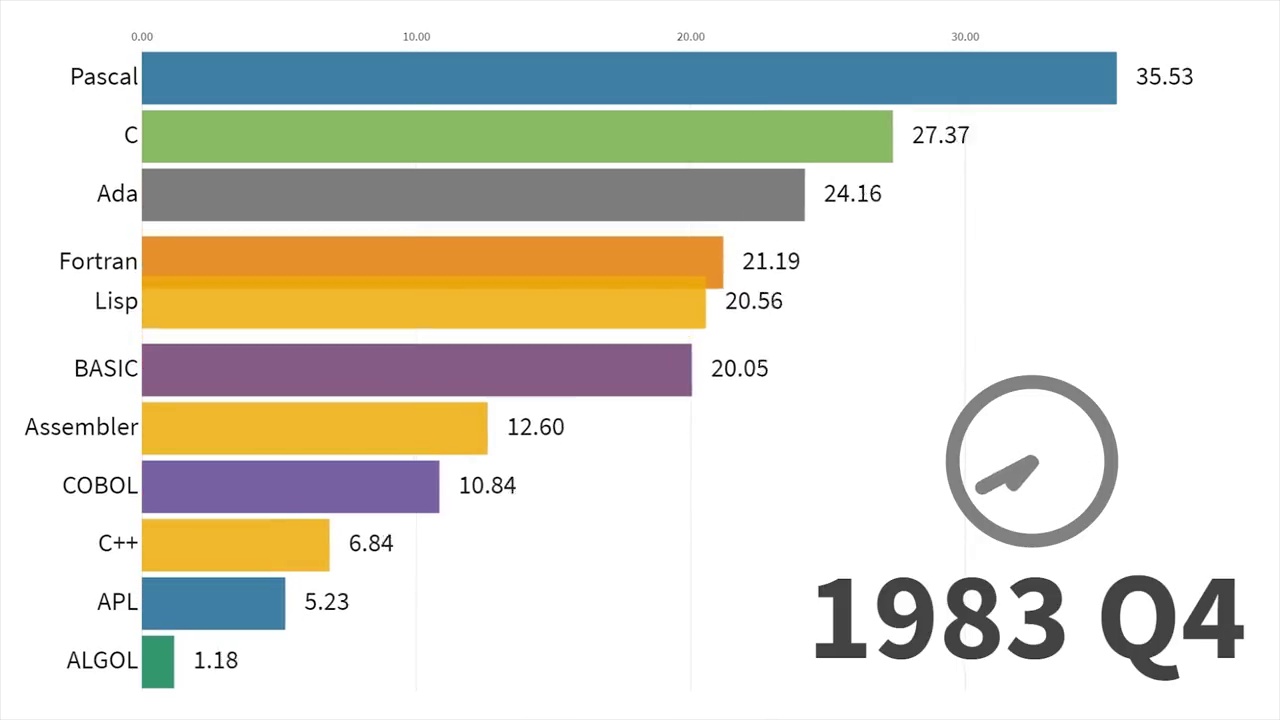 0.00 10.00 20.00 30.00
Pascal 35.53
C 27.37
Ada 24.16
Fortran 21.19
Lisp 20.56
BASIC 20.05
Assembler 12.60
COBOL 10.84
C++ 6.84
APL 5.23
ALGOL 1.18
1983 Q4